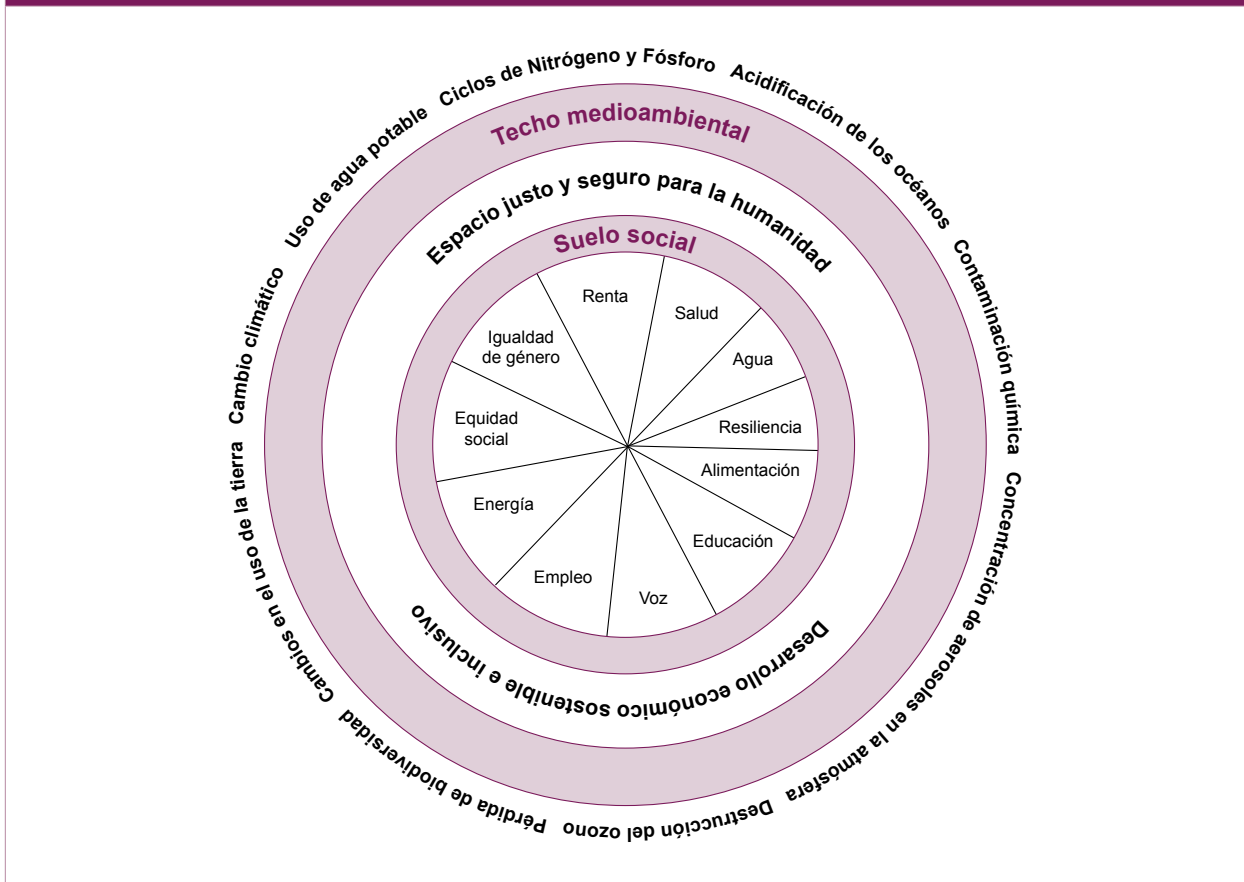 Ciclos de Nitrógeno y Fósforo
Acidificación de los océanos
Contaminación química
Concentración de aerosoles en la atmósfera
Destrucción del ozono
Pérdida de biodiversidad
Cambios en el uso de la tierra
Cambio climático
Uso de agua potable
Techo medioambiental
Espacio justo y seguro para la humanidad
Suelo social
Renta
Salud
Agua
Resiliencia
Alimentación
Educación
Voz
Empleo
Energía
Equidad
social
Igualdad
de género
Desarrollo económico sostenible e inclusivo